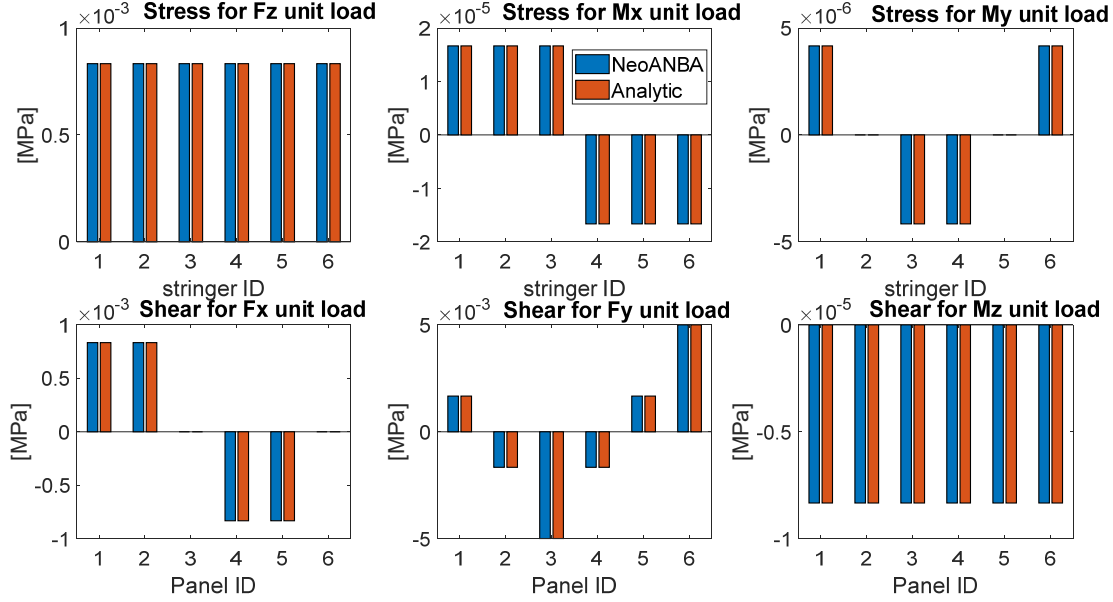 Stress for Fz unit load
×10⁻³
1
0.5
0
[MPa]
1 2 3 4 5 6
stringer ID
Stress for Mx unit load
×10⁻⁵
2
1
0
-1
-2
[MPa]
NeoANBA
Analytic
1 2 3 4 5 6
stringer ID
Stress for My unit load
×10⁻⁶
5
0
-5
[MPa]
1 2 3 4 5 6
Shear for Fx unit load
×10⁻³
1
0.5
0
-0.5
-1
[MPa]
1 2 3 4 5 6
Panel ID
Shear for Fy unit load
×10⁻³
5
0
-5
[MPa]
1 2 3 4 5 6
Panel ID
Shear for Mz unit load
×10⁻⁵
0
-0.5
-1
[MPa]
1 2 3 4 5 6